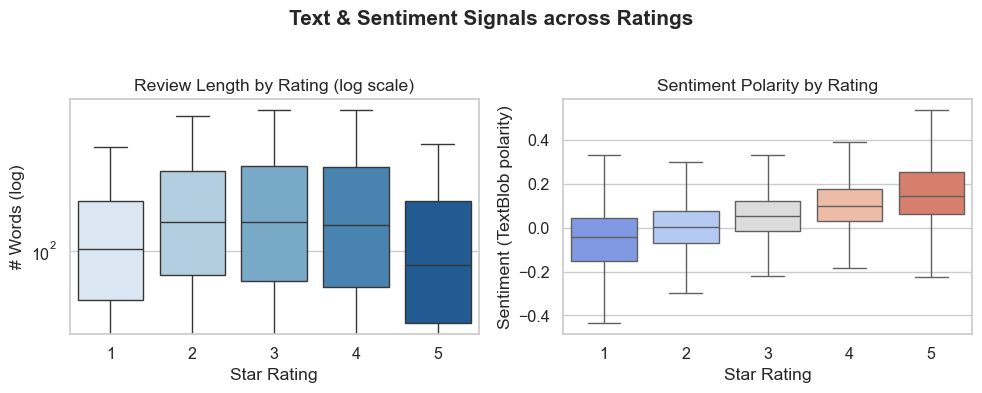 Text & Sentiment Signals across Ratings
Review Length by Rating (log scale)
# Words (log)
10²
1 2 3 4 5
Star Rating
Sentiment Polarity by Rating
Sentiment (TextBlob polarity)
0.4
0.2
0.0
−0.2
−0.4
1 2 3 4 5
Star Rating